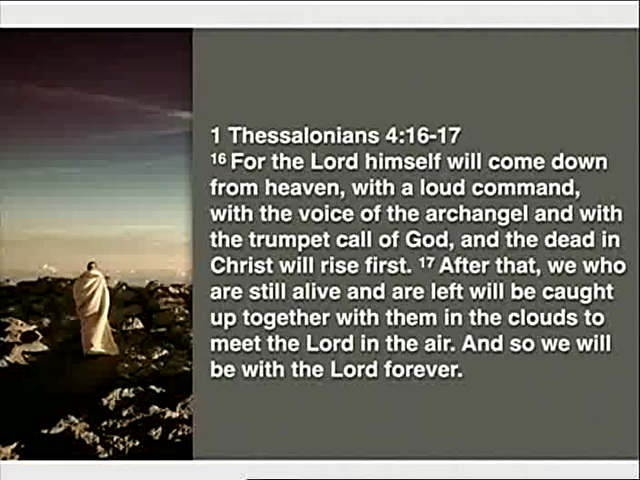 1 Thessalonians 4:16-17
16 For the Lord himself will come down
from heaven, with a loud command,
with the voice of the archangel and with
the trumpet call of God, and the dead in
Christ will rise first. 17 After that, we who
are still alive and are left will be caught
up together with them in the clouds to
meet the Lord in the air. And so we will
be with the Lord forever.